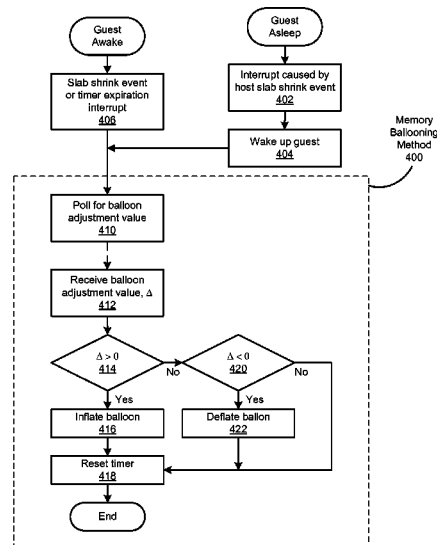 Guest
Awake
Guest
Asleep
Slab shrink event
or timer expiration
interrupt
406
Interrupt caused by
host slab shrink event
402
Wake up guest
404
Memory
Ballooning
Method
400
Poll for balloon
adjustment value
410
Receive balloon
adjustment value, Δ
412
Δ > 0
414
No
Δ < 0
420
No
Yes
Yes
Inflate balloon
416
Deflate ballon
422
Reset timer
418
End